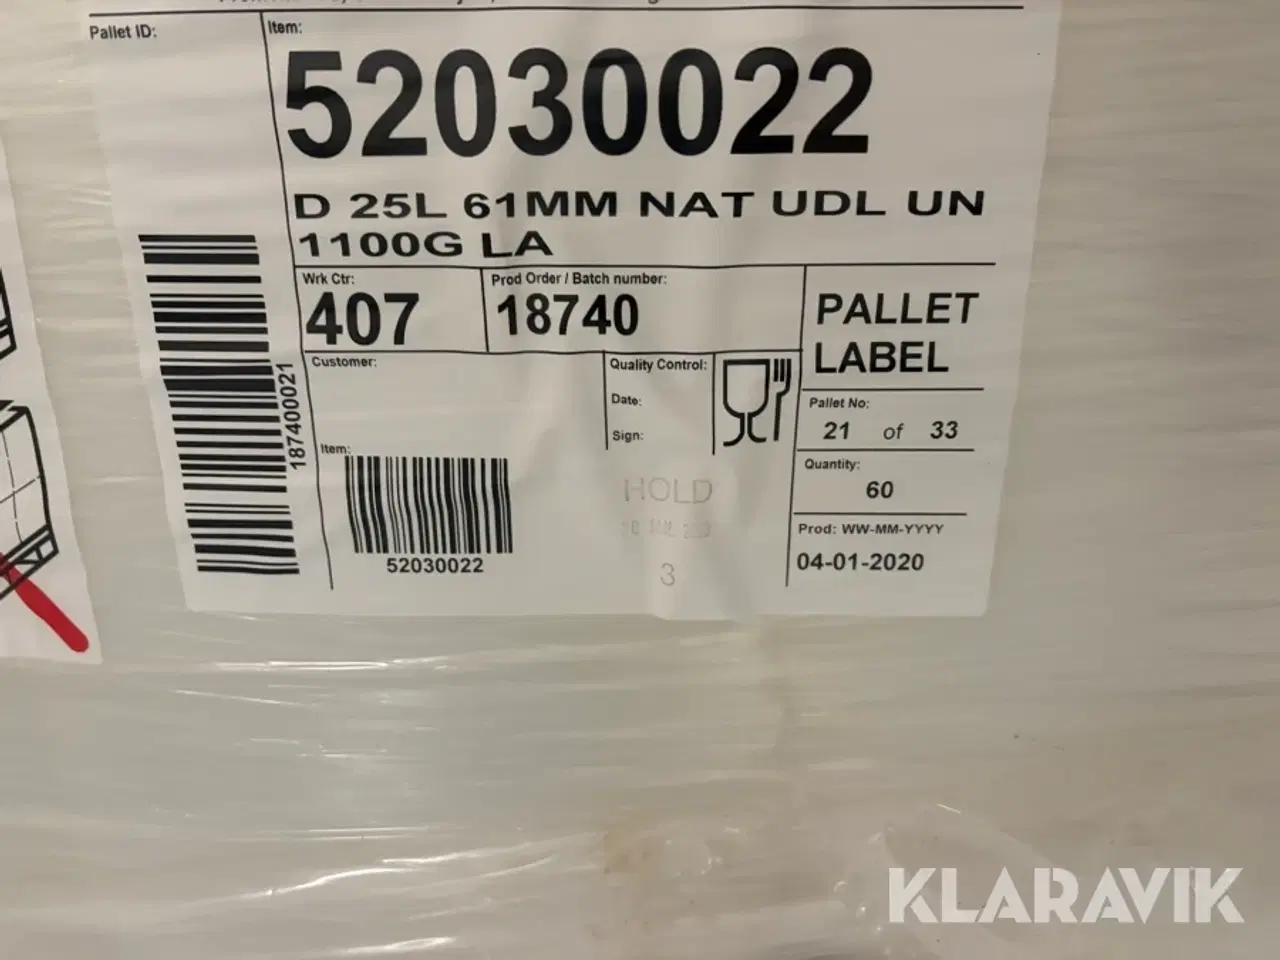 Pallet ID:
Item:
52030022
D 25L 61MM NAT UDL UN
1100G LA
Wrk Ctr:
407
Prod Order / Batch number:
18740
PALLET
LABEL
Customer:
Quality Control:
Date:
Sign:
Pallet No:
21 of 33
187400021
Item:
52030022
HOLD
3
Quantity:
60
Prod: WW-MM-YYYY
04-01-2020
KLARAVIK